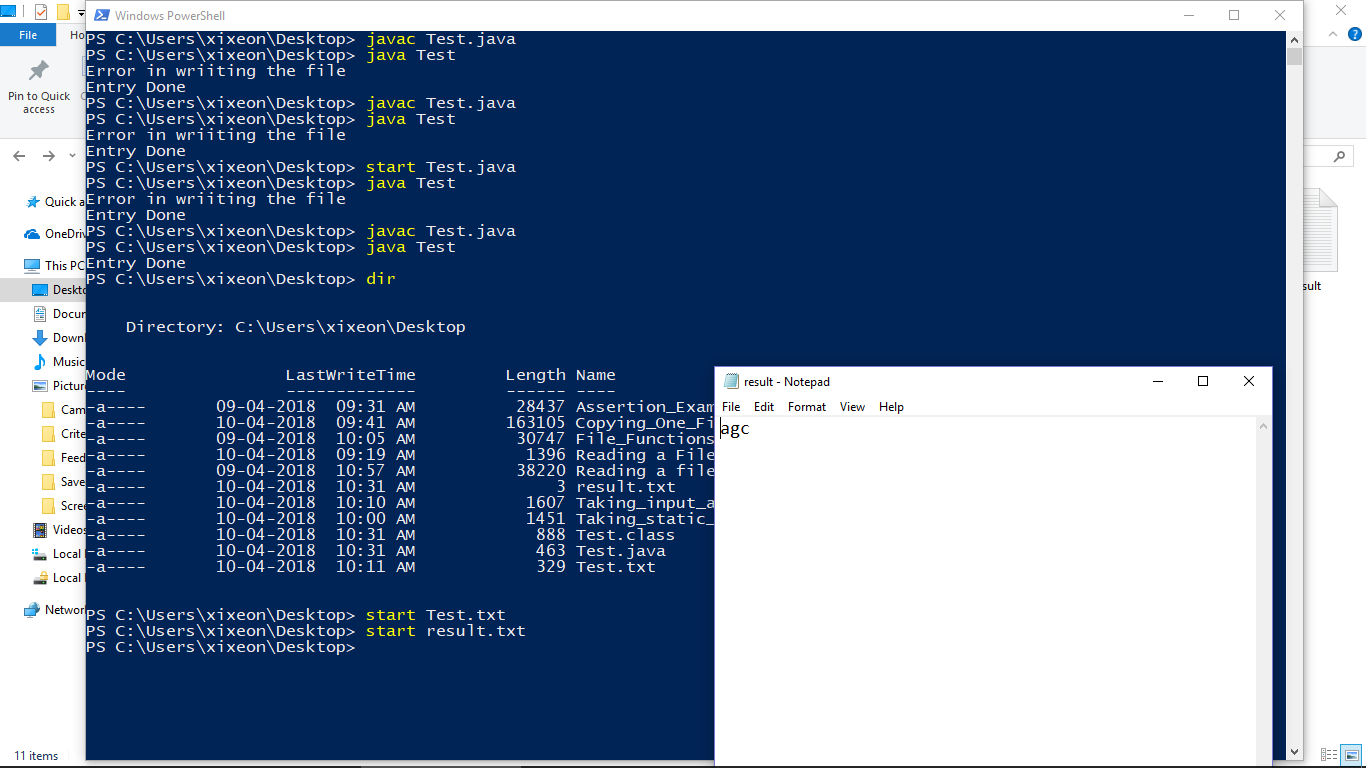 Windows PowerShell
File
Pin to Quick
access
PS C:\Users\xixeon\Desktop> javac Test.java
PS C:\Users\xixeon\Desktop> java Test
Error in wriiting the file
Entry Done
PS C:\Users\xixeon\Desktop> javac Test.java
PS C:\Users\xixeon\Desktop> java Test
Error in wriiting the file
Entry Done
PS C:\Users\xixeon\Desktop> start Test.java
PS C:\Users\xixeon\Desktop> java Test
Error in wriiting the file
Entry Done
PS C:\Users\xixeon\Desktop> javac Test.java
PS C:\Users\xixeon\Desktop> java Test
Entry Done
PS C:\Users\xixeon\Desktop> dir
Directory: C:\Users\xixeon\Desktop
Mode LastWriteTime Length Name
---- ------------- ------ ----
-a---- 09-04-2018 09:31 AM 28437 Assertion_Exam
-a---- 10-04-2018 09:41 AM 163105 Copying_One_Fi
-a---- 09-04-2018 10:05 AM 30747 File_Functions
-a---- 10-04-2018 09:19 AM 1396 Reading a File
-a---- 09-04-2018 10:57 AM 38220 Reading a file
-a---- 10-04-2018 10:31 AM 3 result.txt
-a---- 10-04-2018 10:10 AM 1607 Taking_input_a
-a---- 10-04-2018 10:00 AM 1451 Taking_static_
-a---- 10-04-2018 10:31 AM 888 Test.class
-a---- 10-04-2018 10:31 AM 463 Test.java
-a---- 10-04-2018 10:11 AM 329 Test.txt
PS C:\Users\xixeon\Desktop> start Test.txt
PS C:\Users\xixeon\Desktop> start result.txt
PS C:\Users\xixeon\Desktop>
result - Notepad
File Edit Format View Help
agc
Quick a
OneDriv
This PC
Deskto
Docum
Downl
Music
Picture
Cam
Crite
Feed
Save
Scre
Videos
Local
Local
Networ
11 items
sult